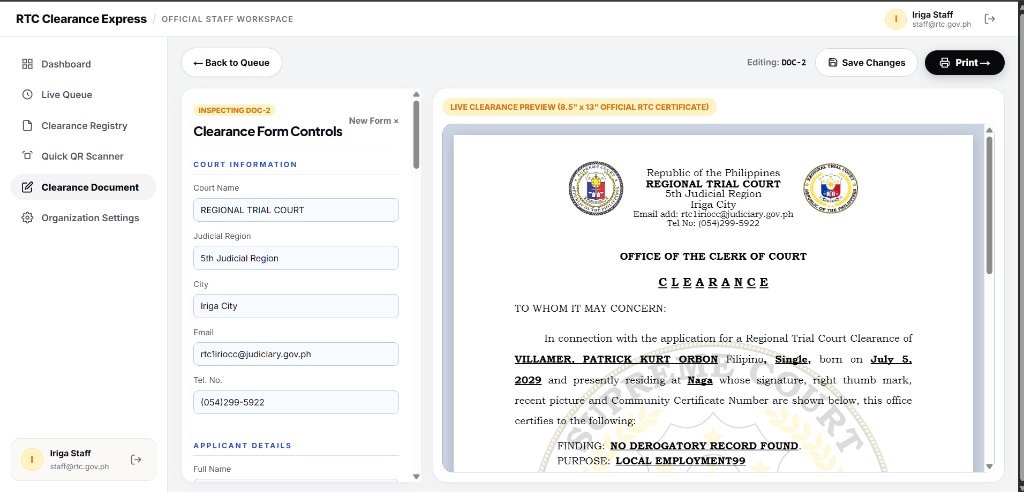 RTC Clearance Express / OFFICIAL STAFF WORKSPACE
I
Iriga Staff
staff@rtc.gov.ph
Dashboard
Live Queue
Clearance Registry
Quick QR Scanner
Clearance Document
Organization Settings
I
Iriga Staff
staff@rtc.gov.ph
← Back to Queue
Editing: DOC-2
Save Changes
Print →
INSPECTING DOC-2
Clearance Form Controls
New Form ×
COURT INFORMATION
Court Name
REGIONAL TRIAL COURT
Judicial Region
5th Judicial Region
City
Iriga City
Email
rtc1iriocc@judiciary.gov.ph
Tel. No.
(054)299-5922
APPLICANT DETAILS
Full Name
LIVE CLEARANCE PREVIEW (8.5" x 13" OFFICIAL RTC CERTIFICATE)
Republic of the Philippines
REGIONAL TRIAL COURT
5th Judicial Region
Iriga City
Email add: rtc1iriocc@judiciary.gov.ph
Tel No: (054)299-5922
OFFICE OF THE CLERK OF COURT
C L E A R A N C E
TO WHOM IT MAY CONCERN:
In connection with the application for a Regional Trial Court Clearance of
VILLAMER, PATRICK KURT ORBON Filipino, Single, born on July 5,
2029 and presently residing at Naga whose signature, right thumb mark,
recent picture and Community Certificate Number are shown below, this office
certifies to the following:
FINDING: NO DEROGATORY RECORD FOUND.
PURPOSE: LOCAL EMPLOYMENT99
SUPREME COURT